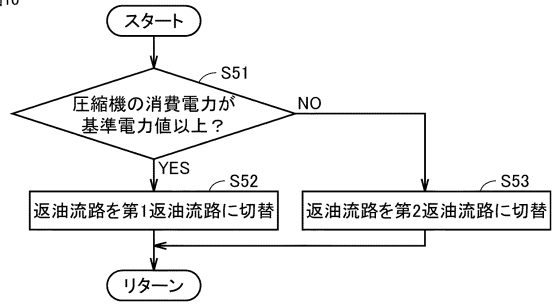 スタート
S51
圧縮機の消費電力が
基準電力値以上？
NO
YES
S52
返油流路を第1返油流路に切替
S53
返油流路を第2返油流路に切替
リターン